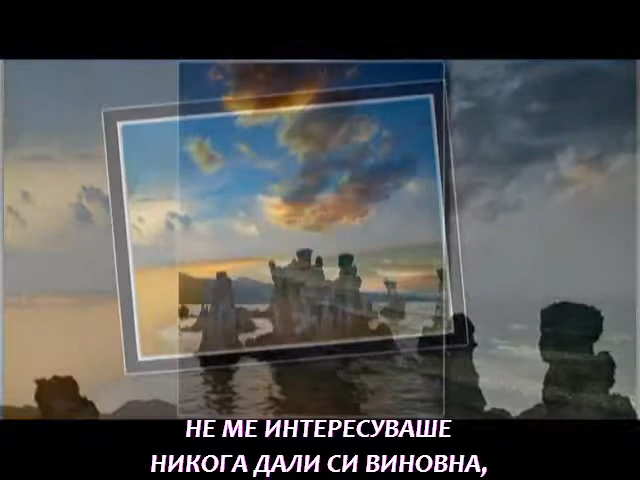 НЕ МЕ ИНТЕРЕСУВАШЕ
НИКОГА ДАЛИ СИ ВИНОВНА,